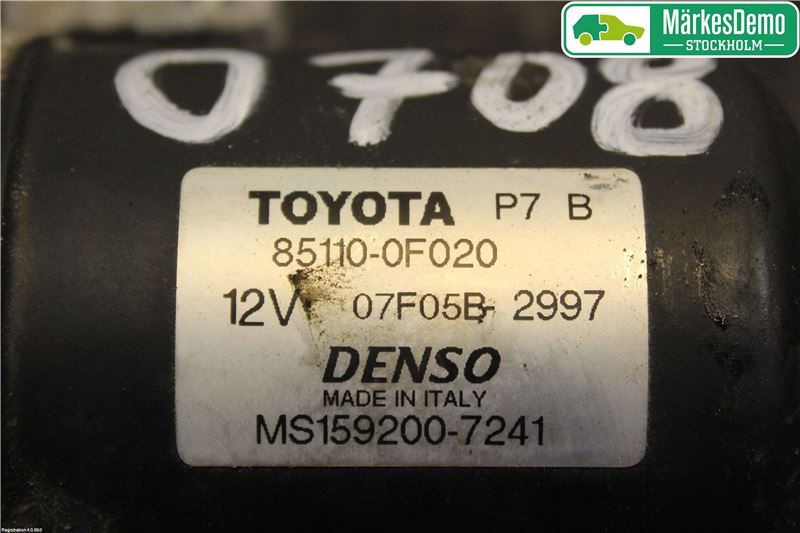 MärkesDemo
STOCKHOLM
0708
TOYOTA P7 B
85110-0F020
12V 07F05B-2997
DENSO
MADE IN ITALY
MS159200-7241